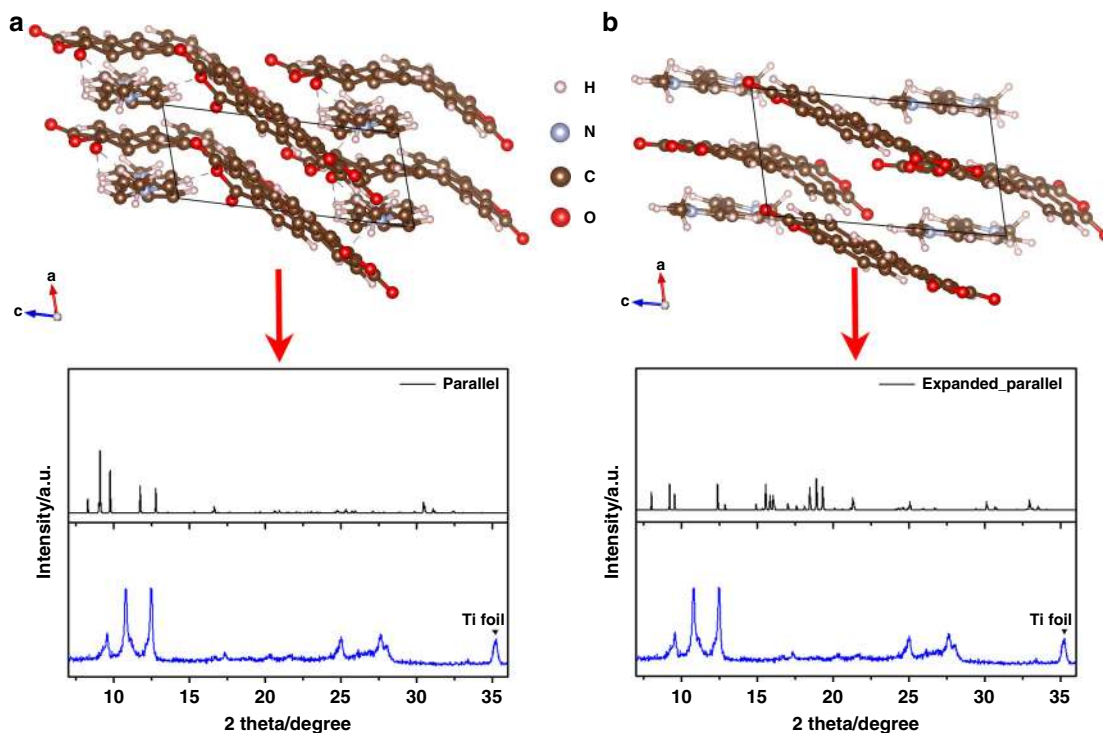 a
b
H
N
C
O
a
c
a
c
Parallel
Expanded_parallel
Intensity/a.u.
Intensity/a.u.
Ti foil
Ti foil
10 15 20 25 30 35
10 15 20 25 30 35
2 theta/degree
2 theta/degree